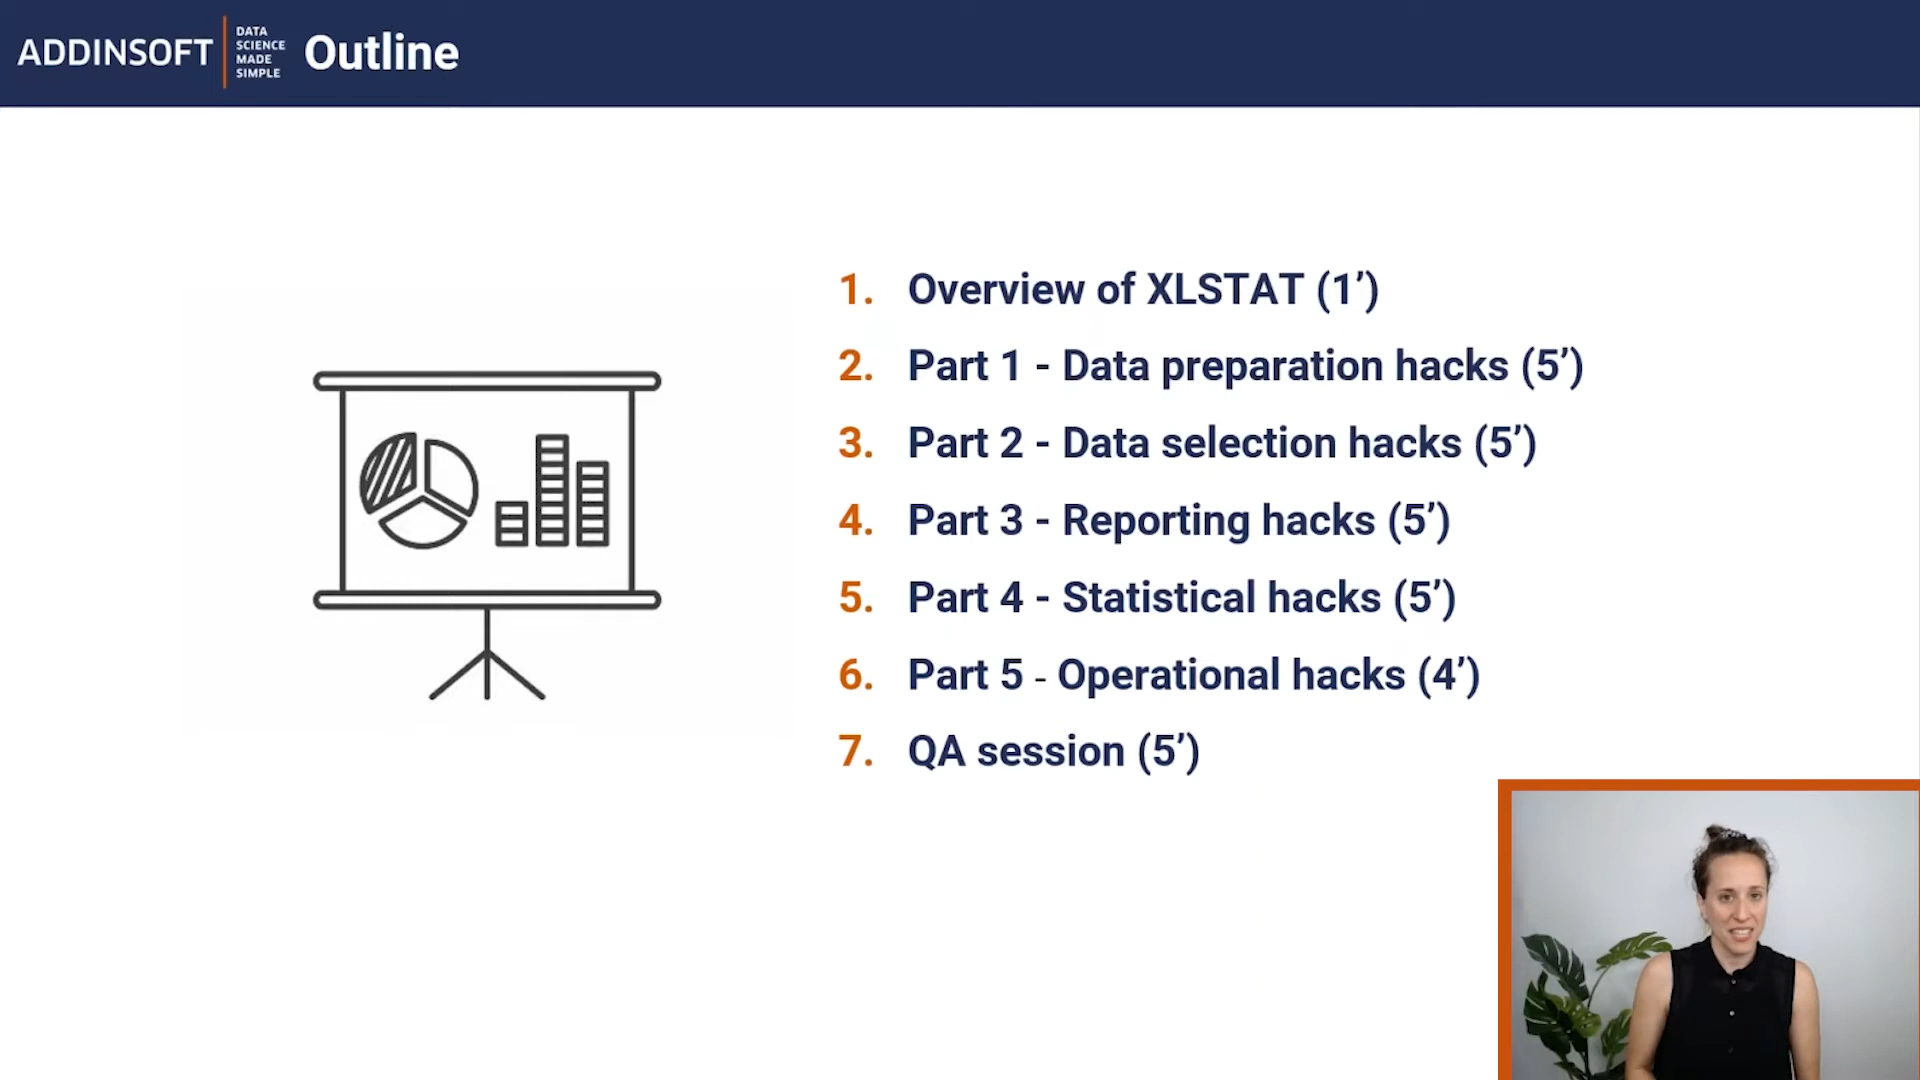 ADDINSOFT
DATA
SCIENCE
MADE
SIMPLE
Outline
1. Overview of XLSTAT (1’)
2. Part 1 - Data preparation hacks (5’)
3. Part 2 - Data selection hacks (5’)
4. Part 3 - Reporting hacks (5’)
5. Part 4 - Statistical hacks (5’)
6. Part 5 - Operational hacks (4’)
7. QA session (5’)